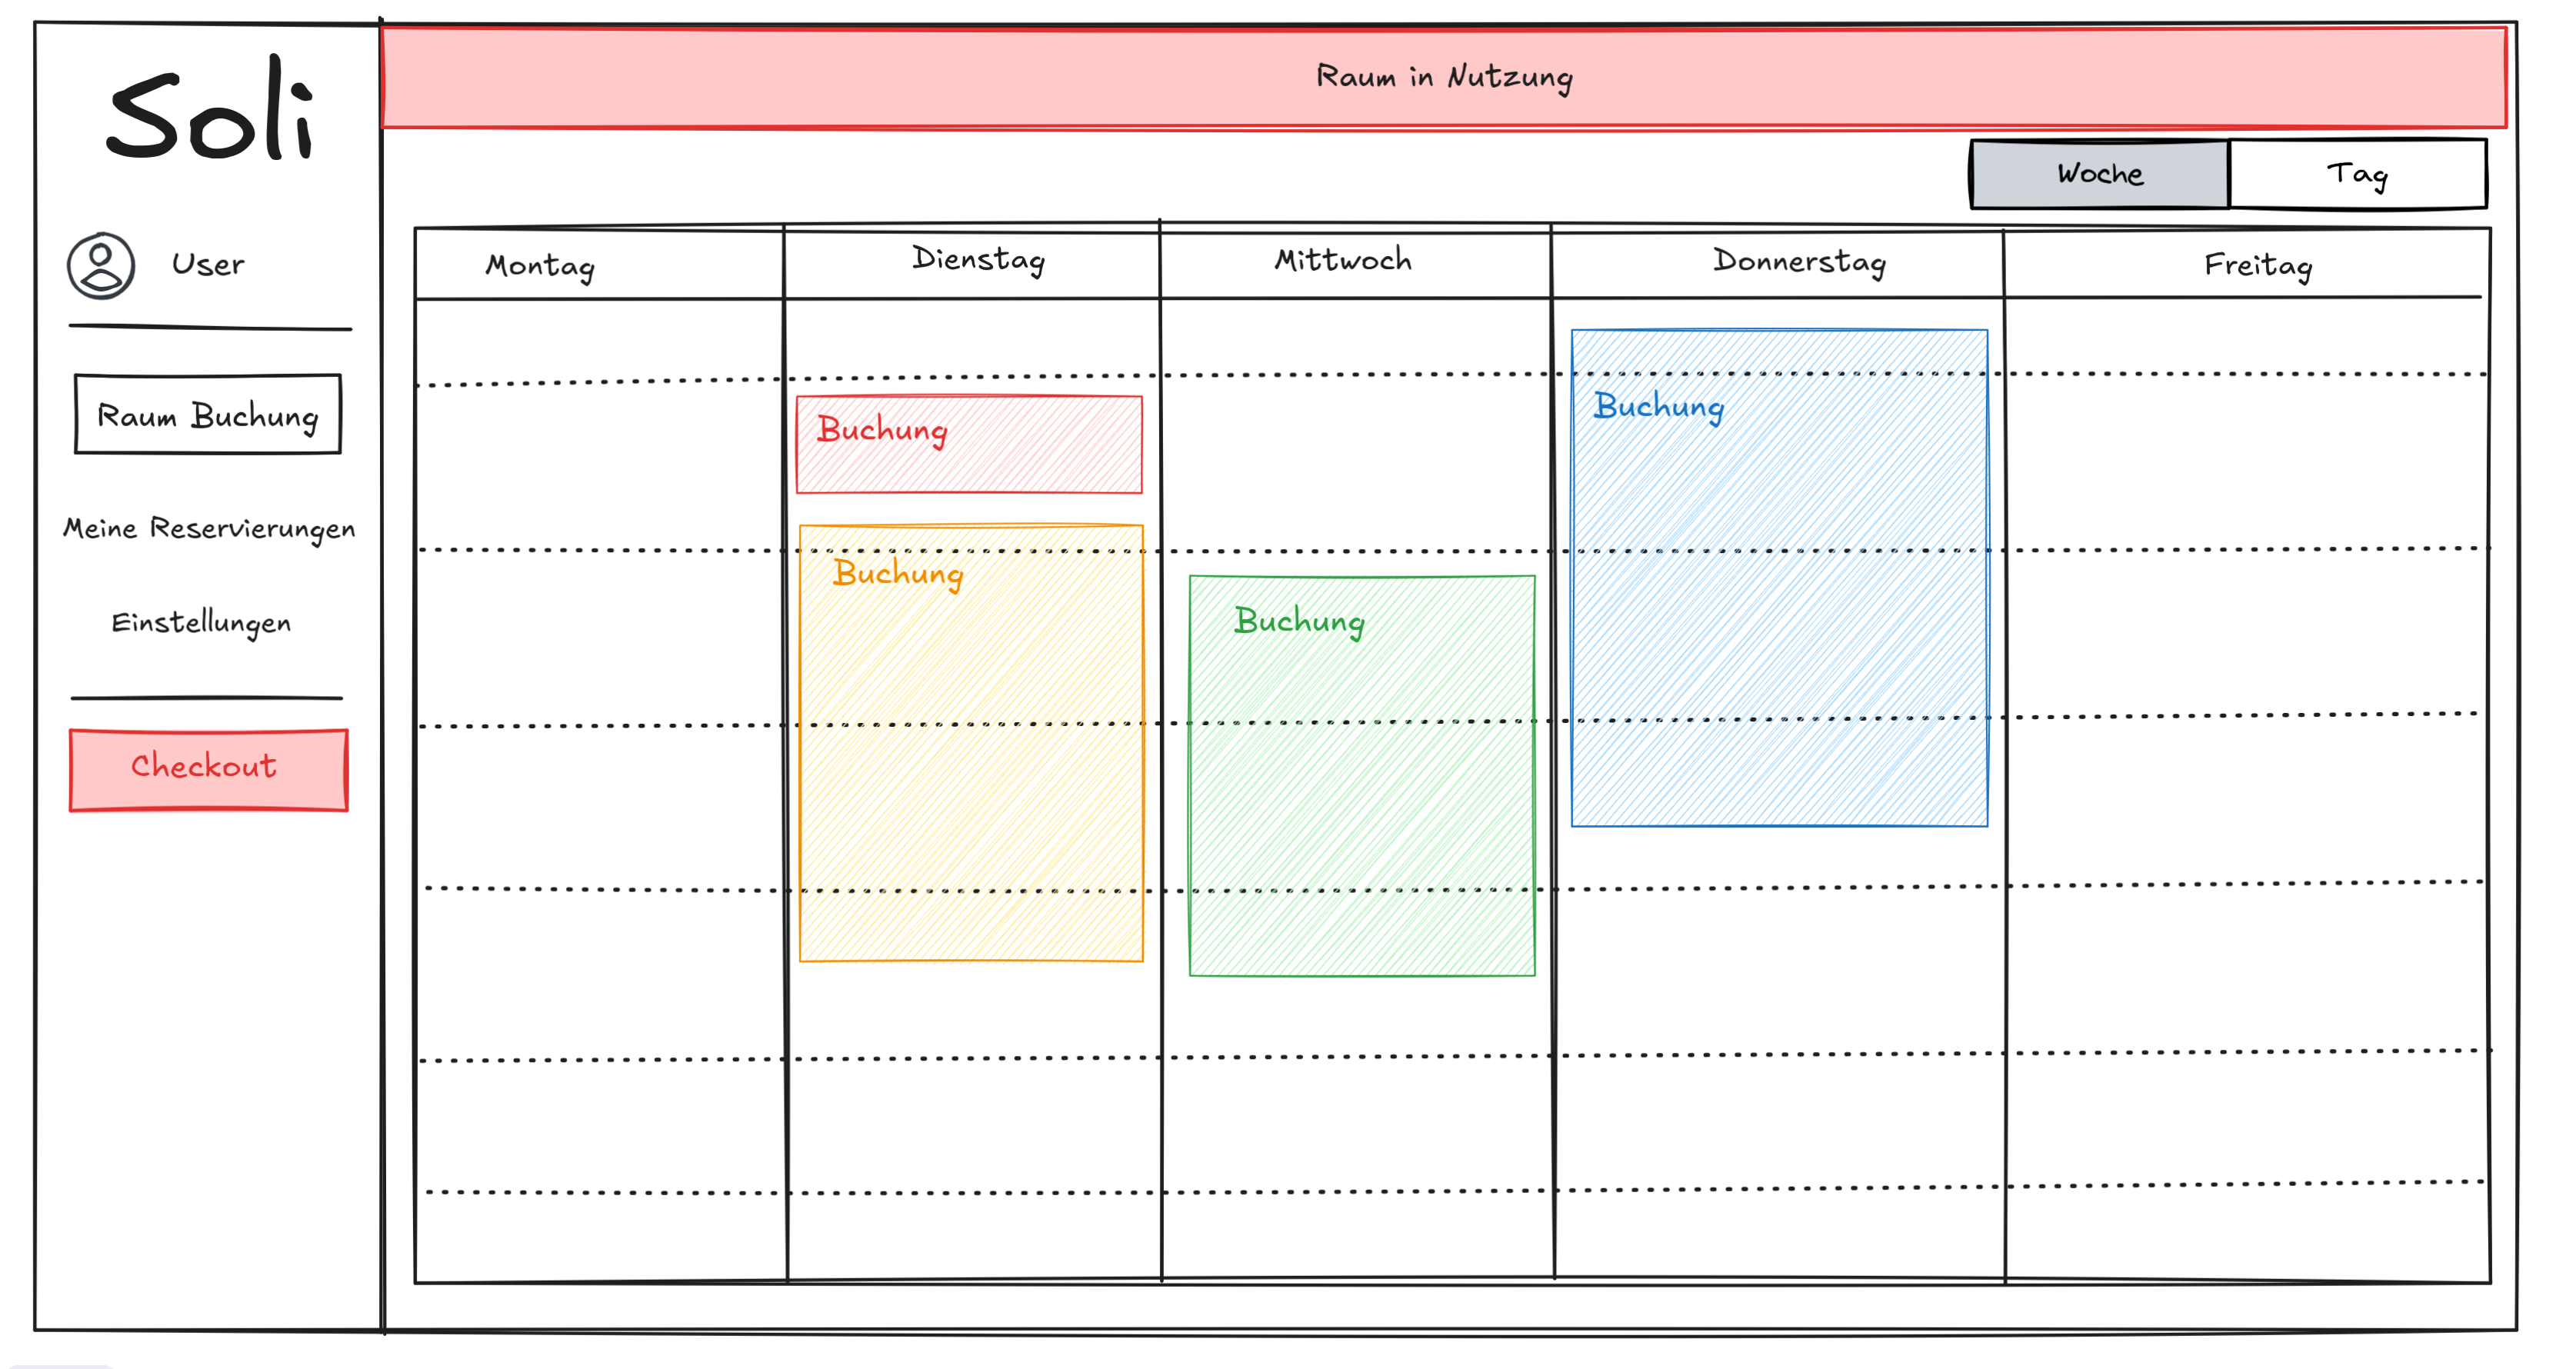 Soli
User
Raum Buchung
Meine Reservierungen
Einstellungen
Checkout
Raum in Nutzung
Woche
Tag
Montag
Dienstag
Mittwoch
Donnerstag
Freitag
Buchung
Buchung
Buchung
Buchung